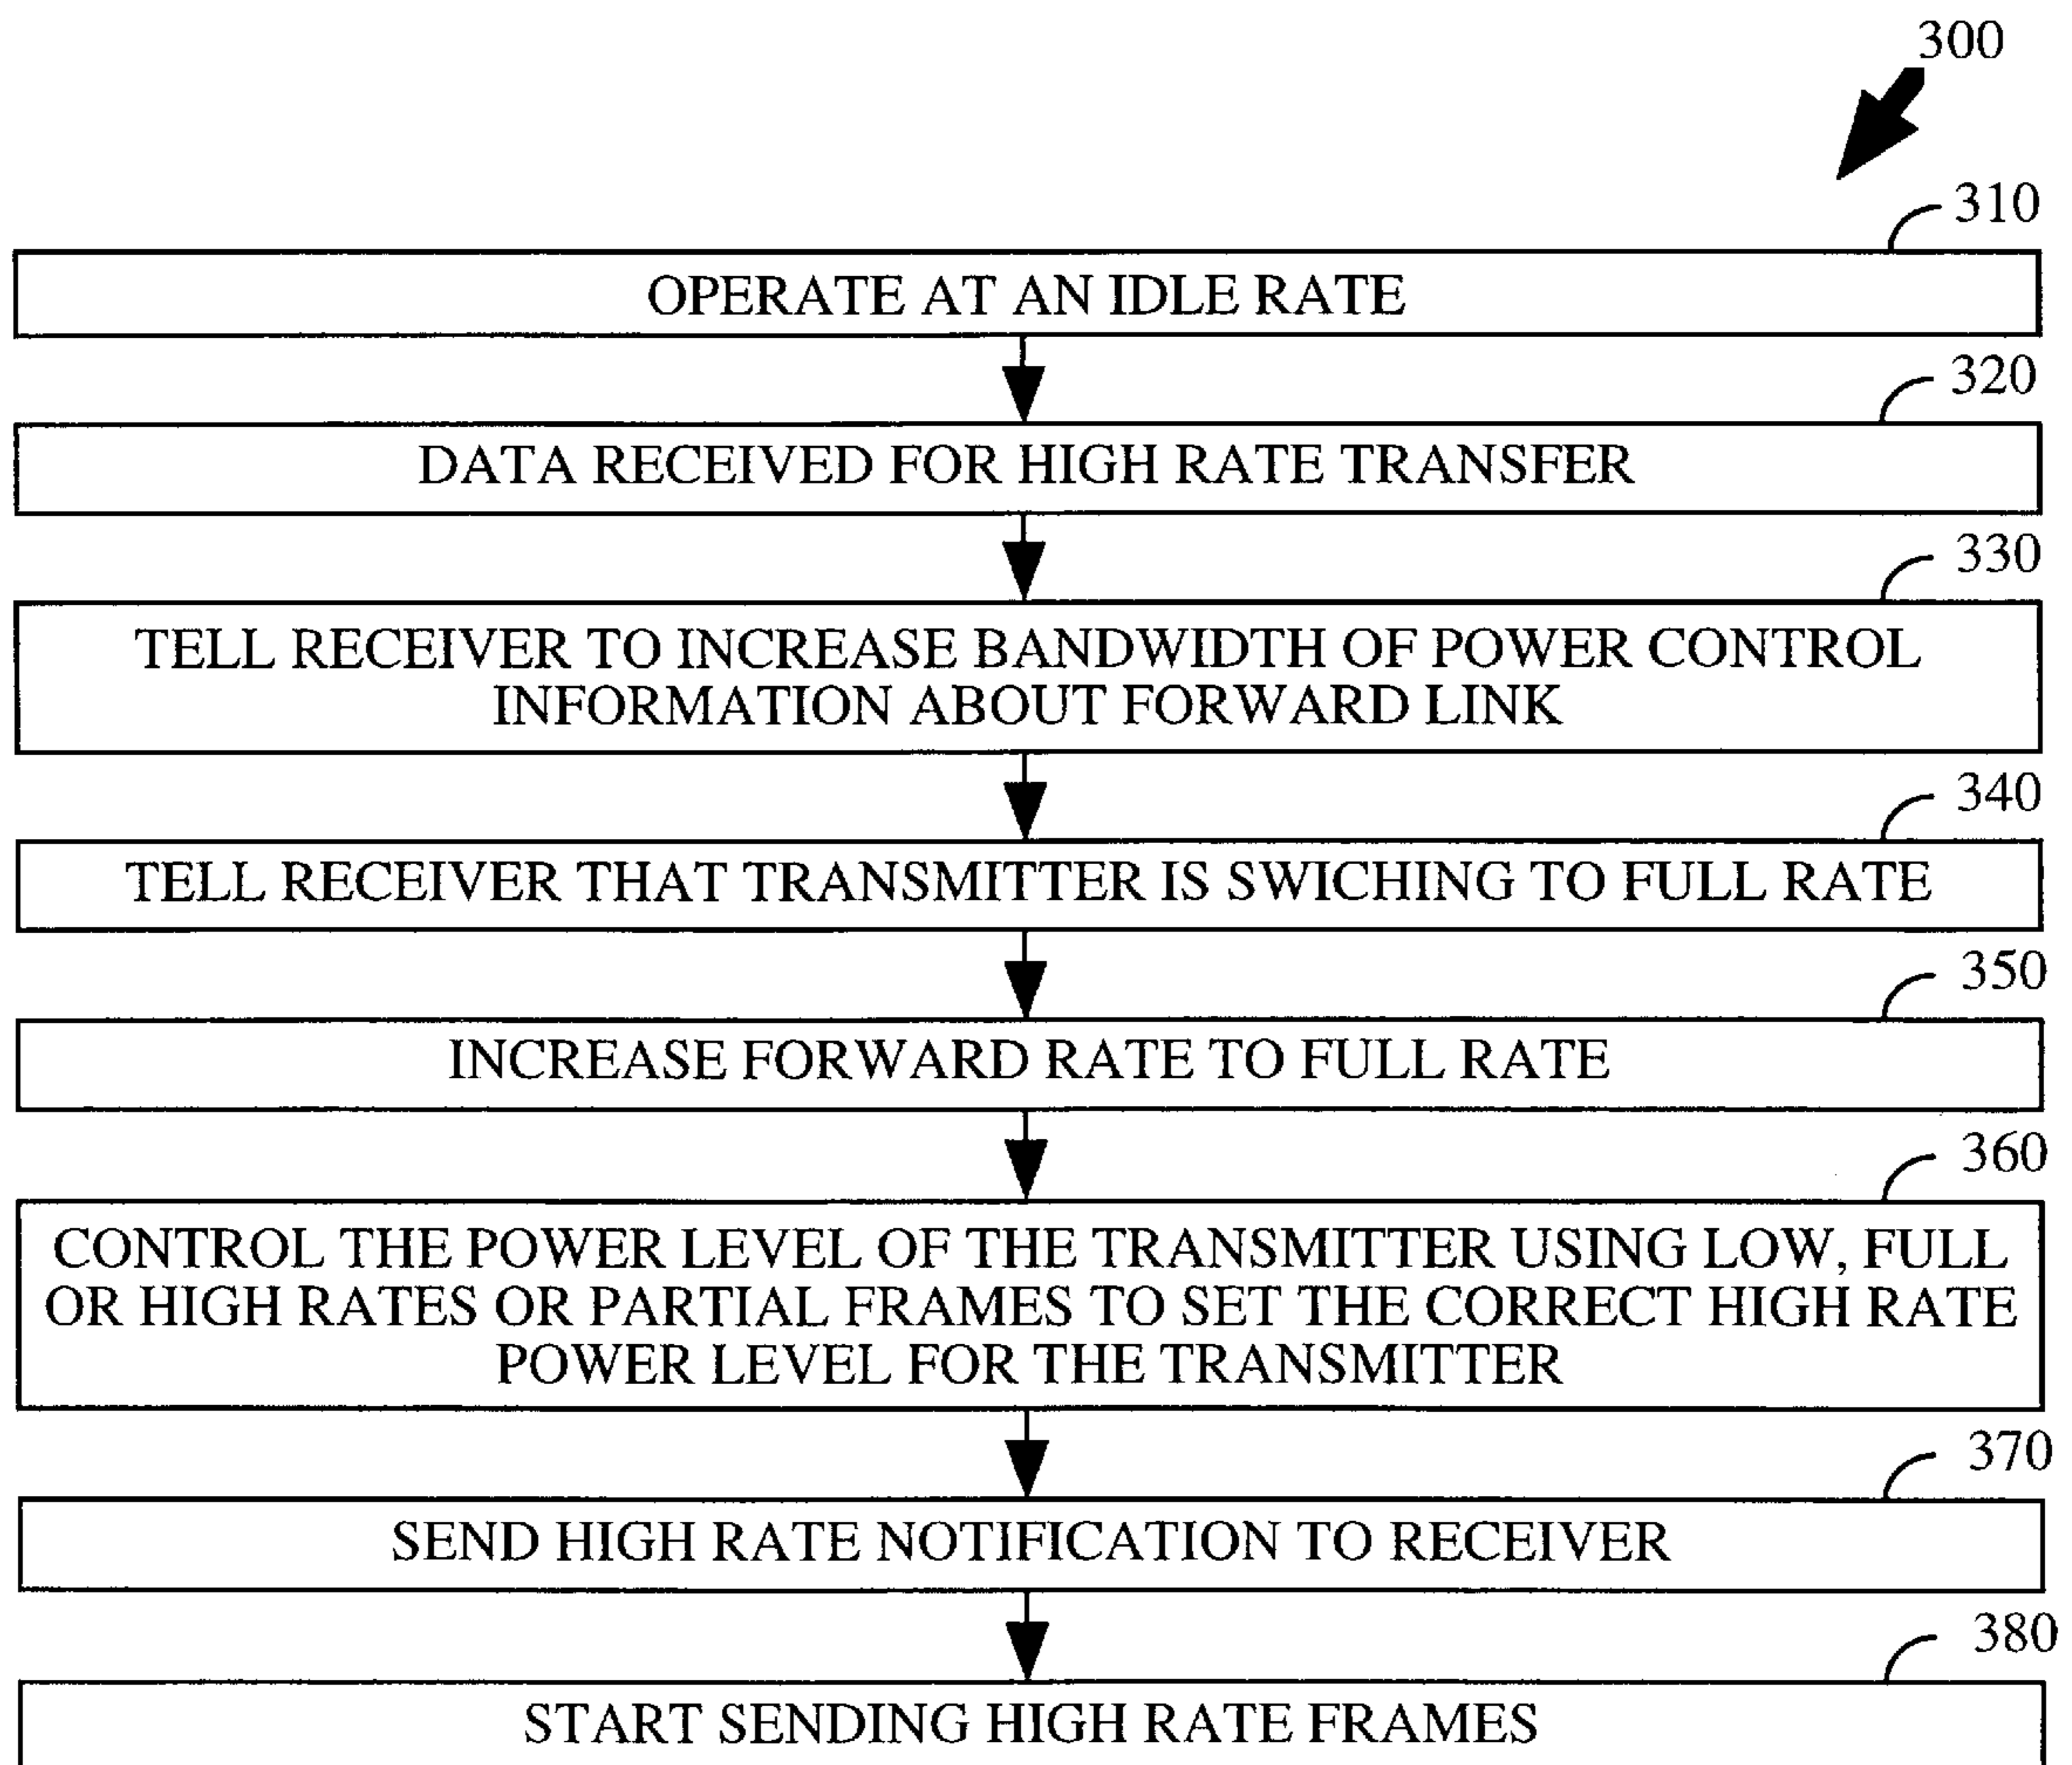 300
310
OPERATE AT AN IDLE RATE
320
DATA RECEIVED FOR HIGH RATE TRANSFER
330
TELL RECEIVER TO INCREASE BANDWIDTH OF POWER CONTROL
INFORMATION ABOUT FORWARD LINK
340
TELL RECEIVER THAT TRANSMITTER IS SWICHING TO FULL RATE
350
INCREASE FORWARD RATE TO FULL RATE
360
CONTROL THE POWER LEVEL OF THE TRANSMITTER USING LOW, FULL
OR HIGH RATES OR PARTIAL FRAMES TO SET THE CORRECT HIGH RATE
POWER LEVEL FOR THE TRANSMITTER
370
SEND HIGH RATE NOTIFICATION TO RECEIVER
380
START SENDING HIGH RATE FRAMES